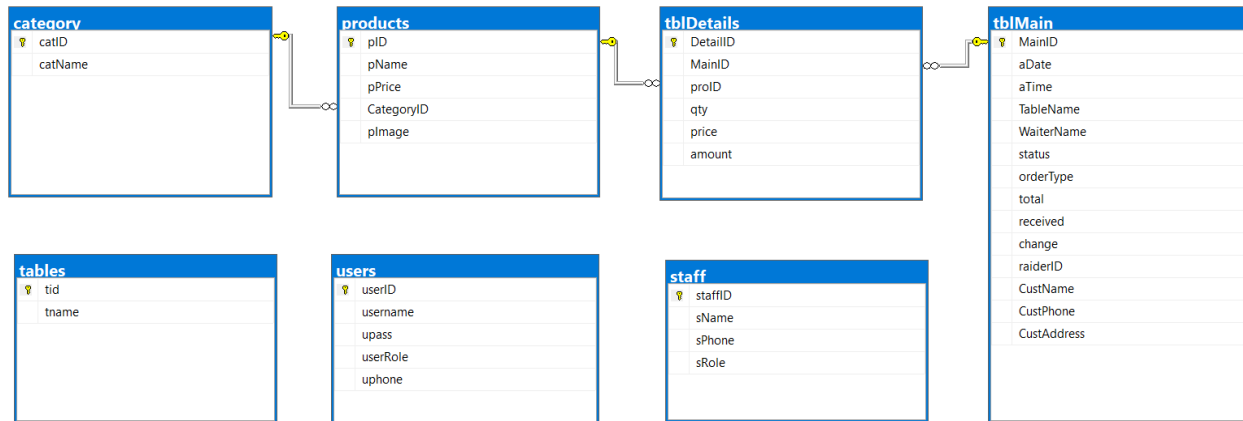 category
catID
catName
products
pID
pName
pPrice
CategoryID
pImage
tblDetails
DetailID
MainID
proID
qty
price
amount
tblMain
MainID
aDate
aTime
TableName
WaiterName
status
orderType
total
received
change
raiderID
CustName
CustPhone
CustAddress
tables
tid
tname
users
userID
username
upass
userRole
uphone
staff
staffID
sName
sPhone
sRole